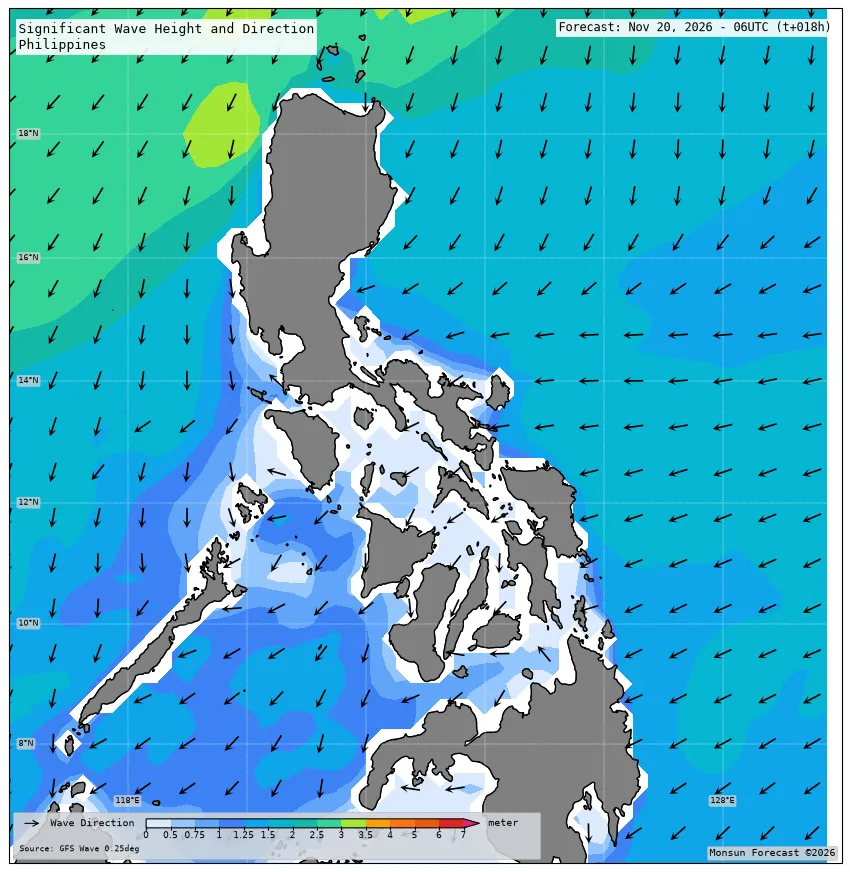 Significant Wave Height and Direction
Philippines
Forecast: Nov 20, 2026 - 06UTC (t+018h)
18°N
16°N
14°N
12°N
10°N
8°N
118°E
128°E
Wave Direction
0 0.5 0.75 1 1.25 1.5 2 2.5 3 3.5 4 5 6 7 meter
Source: GFS Wave 0.25deg
Monsun Forecast ©2026